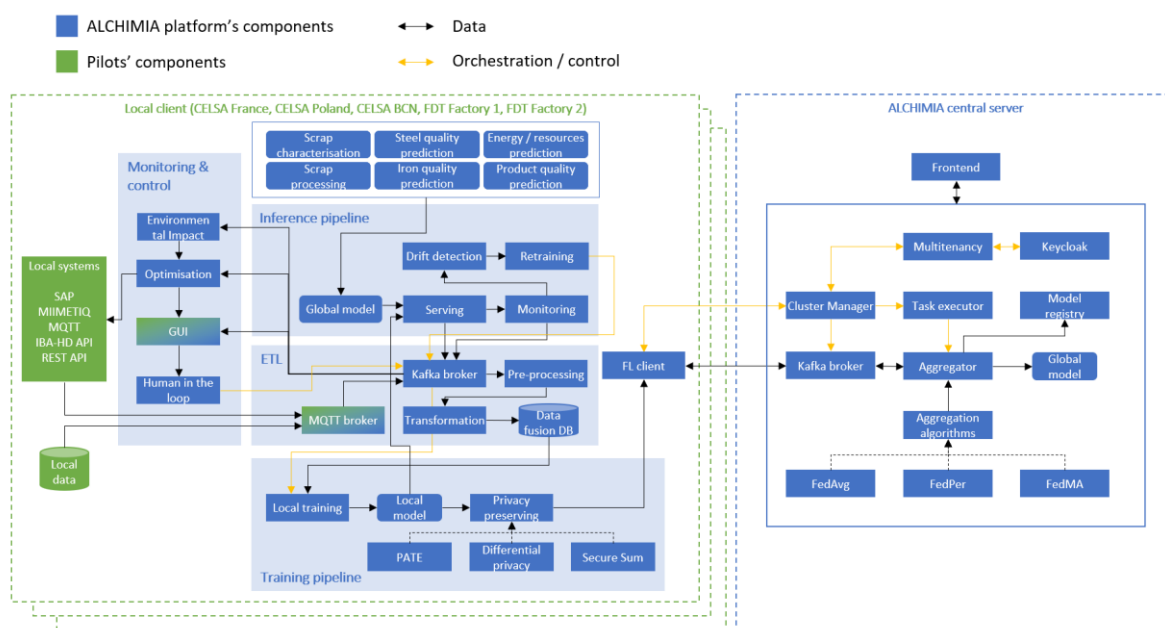 ALCHIMIA platform's components
Data
Pilots' components
Orchestration / control
Local client (CELSA France, CELSA Poland, CELSA BCN, FDT Factory 1, FDT Factory 2)
ALCHIMIA central server
Scrap
characterisation
Steel quality
prediction
Energy / resources
prediction
Scrap
processing
Iron quality
prediction
Product quality
prediction
Monitoring &
control
Environmen
tal Impact
Optimisation
GUI
Human in the
loop
Local systems
SAP
MIIMETIQ
MQTT
IBA-HD API
REST API
Local
data
Inference pipeline
Drift detection
Retraining
Global model
Serving
Monitoring
ETL
Kafka broker
Pre-processing
MQTT broker
Transformation
Data
fusion DB
Local training
Local
model
Privacy
preserving
PATE
Differential
privacy
Secure Sum
Training pipeline
FL client
Frontend
Multitenancy
Keycloak
Cluster Manager
Task executor
Model
registry
Kafka broker
Aggregator
Global
model
Aggregation
algorithms
FedAvg
FedPer
FedMA